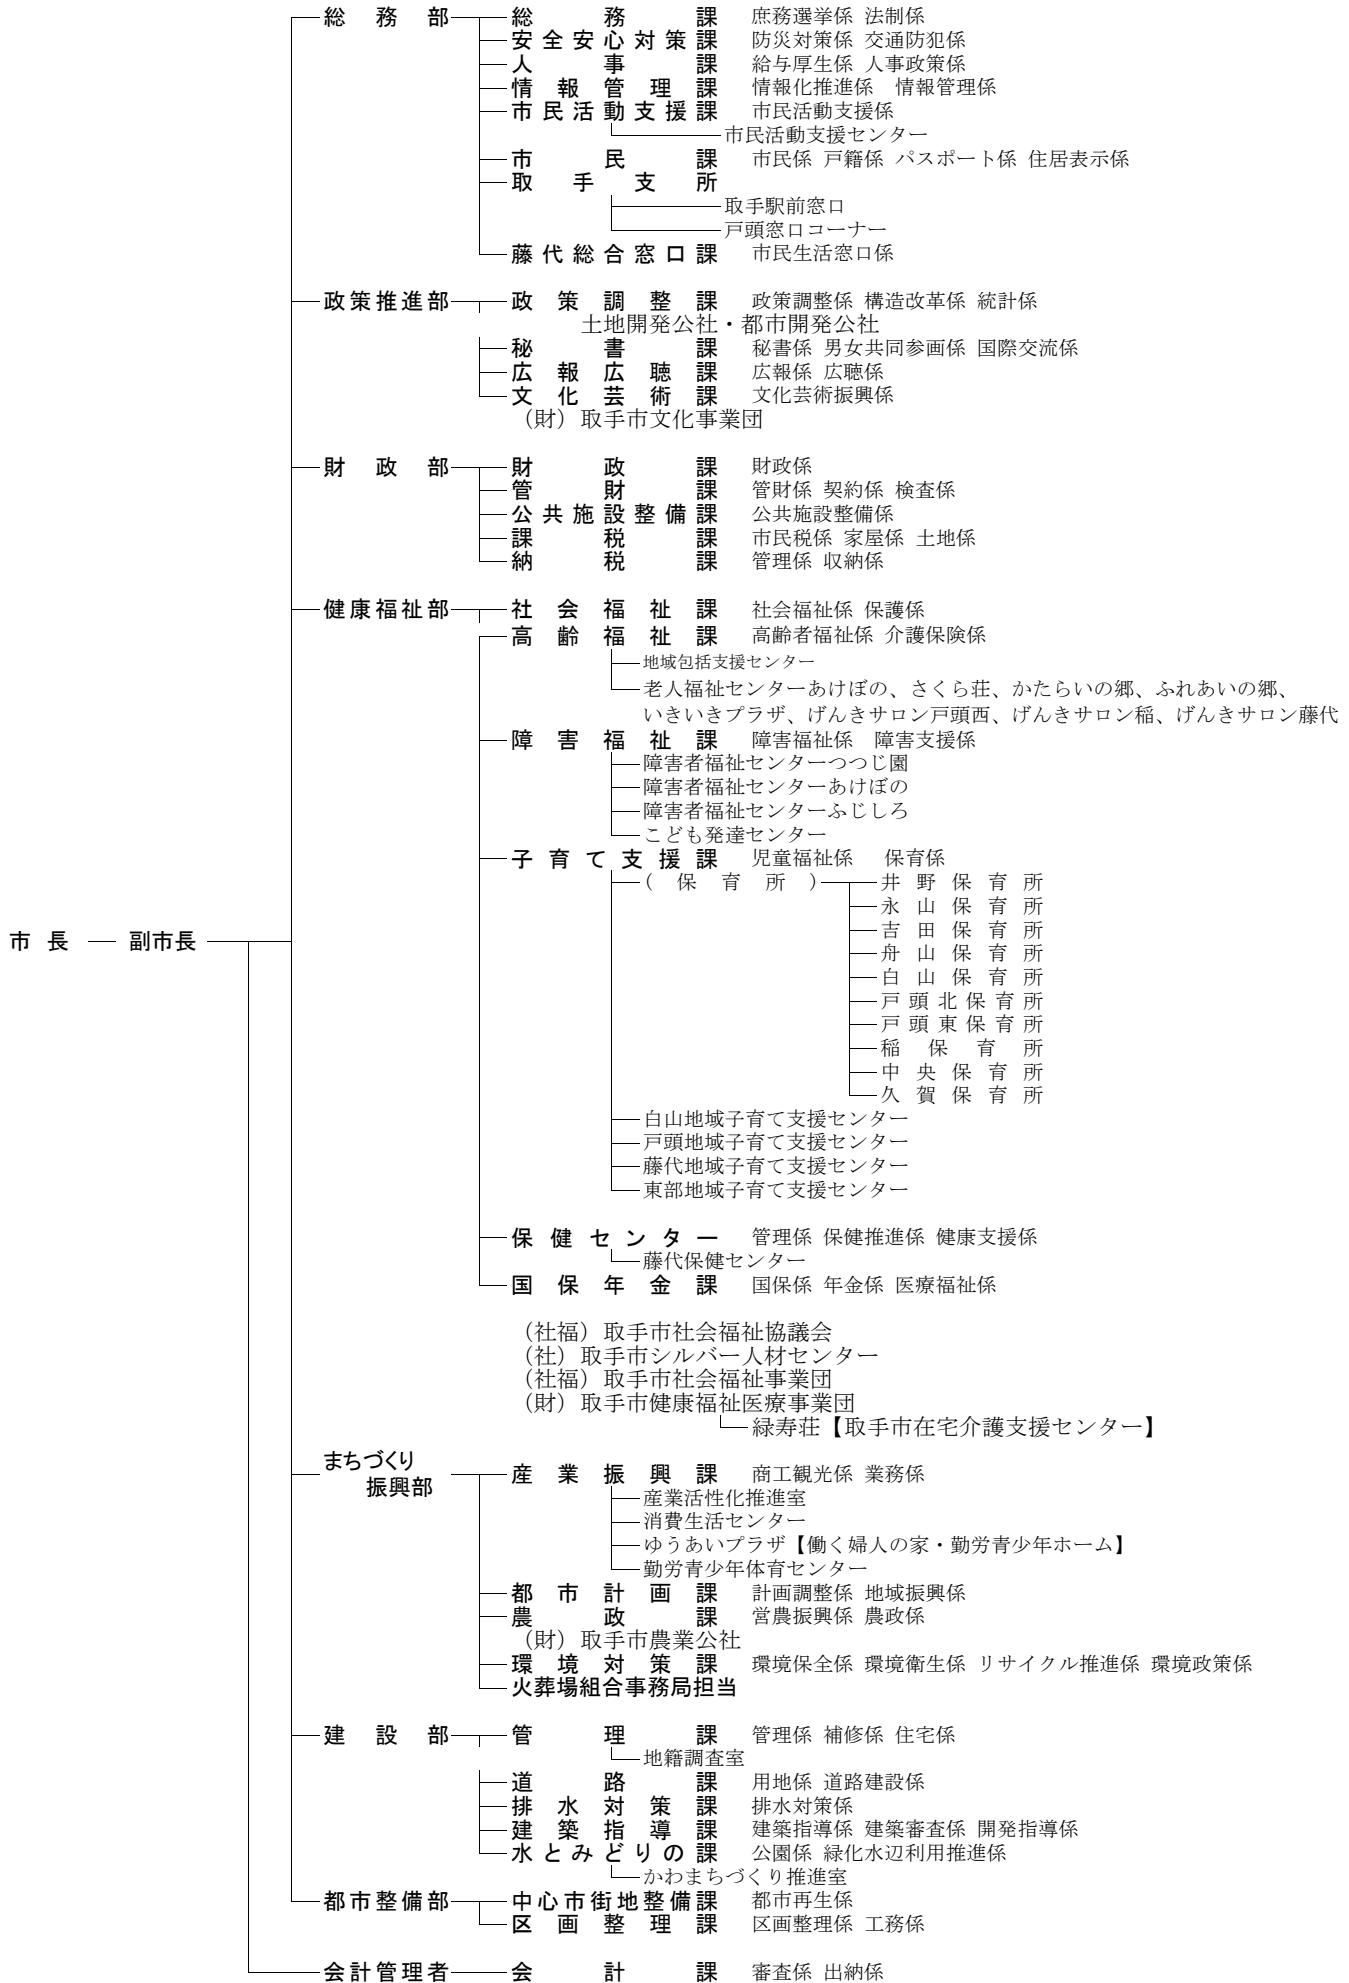 総務部 総務課 庶務選挙係 法制係
安全安心対策課 防災対策係 交通防犯係
人事課 給与厚生係 人事政策係
情報管理課 情報化推進係 情報管理係
市民活動支援課 市民活動支援係
市民活動支援センター
市民課 市民係 戸籍係 パスポート係 住居表示係
取手支所
取手駅前窓口
戸頭窓口コーナー
藤代総合窓口課 市民生活窓口係
政策推進部 政策調整課 政策調整係 構造改革係 統計係
土地開発公社・都市開発公社
秘書課 秘書係 男女共同参画係 国際交流係
広報広聴課 広報係 広聴係
文化芸術課 文化芸術振興係
（財）取手市文化事業団
財政部 財政課 財政係
管財課 管財係 契約係 検査係
公共施設整備課 公共施設整備係
課税課 市民税係 家屋係 土地係
納税課 管理係 収納係
健康福祉部 社会福祉課 社会福祉係 保護係
高齢福祉課 高齢者福祉係 介護保険係
地域包括支援センター
老人福祉センターあけぼの、さくら荘、かたらいの郷、ふれあいの郷、
いきいきプラザ、げんきサロン戸頭西、げんきサロン稲、げんきサロン藤代
障害福祉課 障害福祉係 障害支援係
障害者福祉センターつつじ園
障害者福祉センターあけぼの
障害者福祉センターふじしろ
こども発達センター
子育て支援課 児童福祉係 保育係
(保育所) 井野保育所
永山保育所
吉田保育所
市長 副市長
舟山保育所
白山保育所
戸頭北保育所
戸頭東保育所
稲保育所
中央保育所
久賀保育所
白山地域子育て支援センター
戸頭地域子育て支援センター
藤代地域子育て支援センター
東部地域子育て支援センター
保健センター 管理係 保健推進係 健康支援係
藤代保健センター
国保年金課 国保係 年金係 医療福祉係
（社福）取手市社会福祉協議会
（社）取手市シルバー人材センター
（社福）取手市社会福祉事業団
（財）取手市健康福祉医療事業団
緑寿荘【取手市在宅介護支援センター】
まちづくり
振興部 産業振興課 商工観光係 業務係
産業活性化推進室
消費生活センター
ゆうあいプラザ【働く婦人の家・勤労青少年ホーム】
勤労青少年体育センター
都市計画課 計画調整係 地域振興係
農政課 営農振興係 農政係
（財）取手市農業公社
環境対策課 環境保全係 環境衛生係 リサイクル推進係 環境政策係
火葬場組合事務局担当
建設部 管理課 管理係 補修係 住宅係
地籍調査室
道路課 用地係 道路建設係
排水対策課 排水対策係
建築指導課 建築指導係 建築審査係 開発指導係
水とみどりの課 公園係 緑化水辺利用推進係
かわまちづくり推進室
都市整備部 中心市街地整備課 都市再生係
区画整理課 区画整理係 工務係
会計管理者 会計課 審査係 出納係